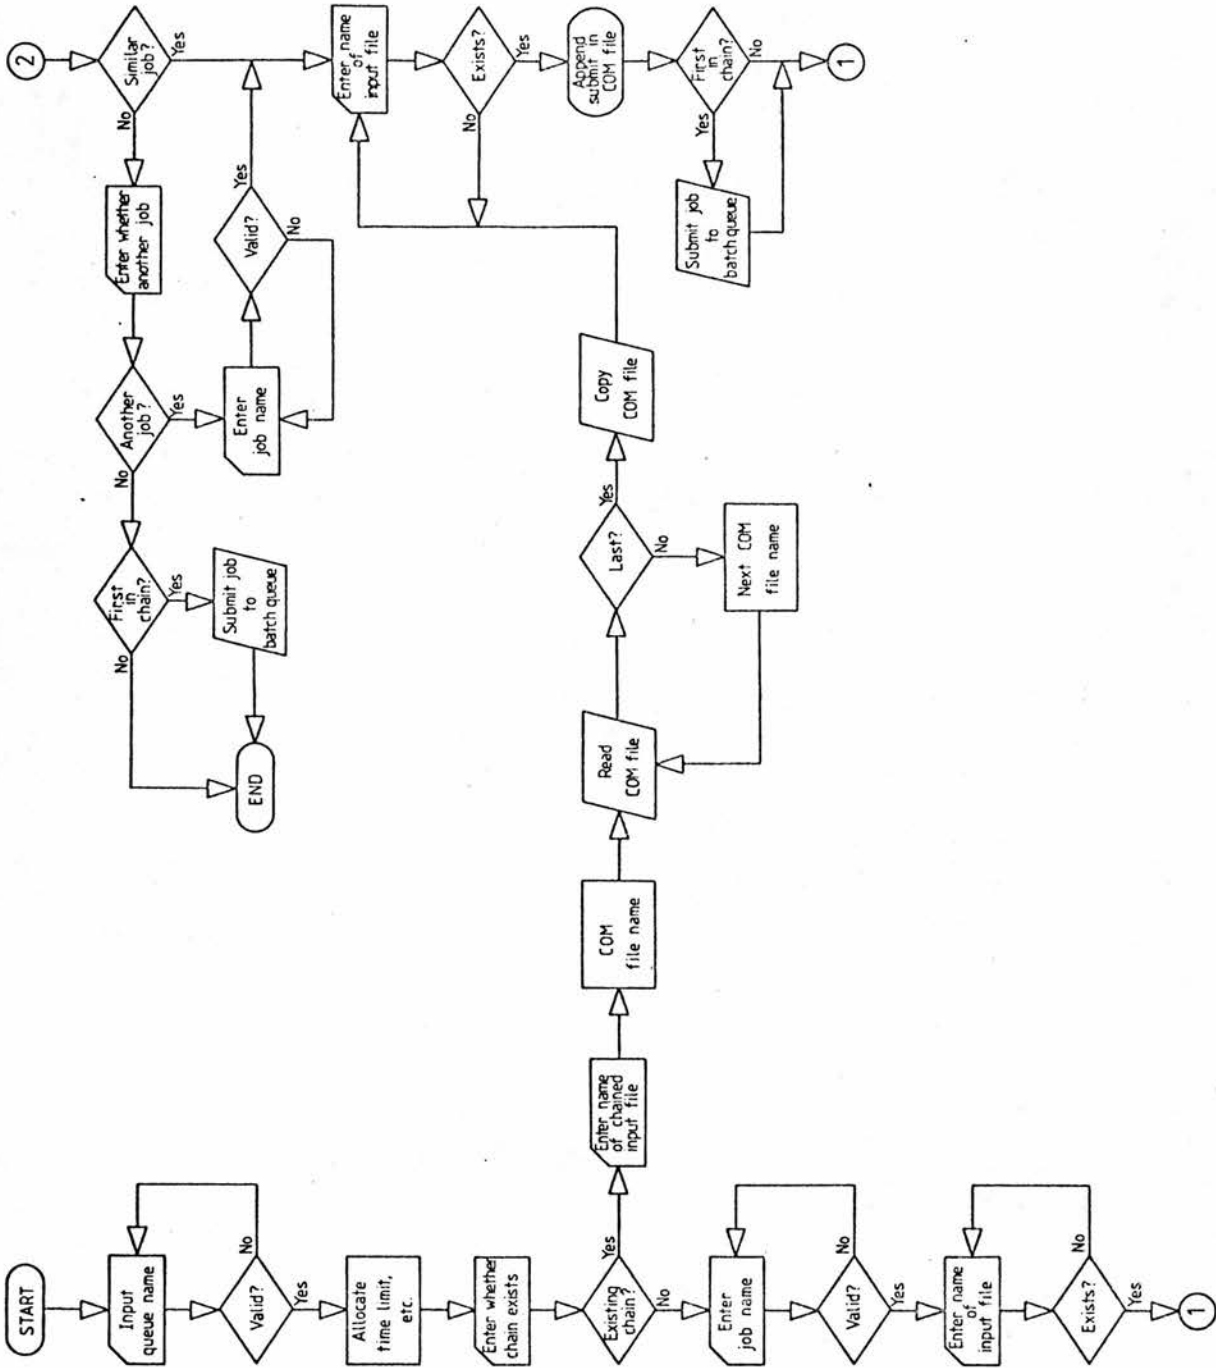 START
Input
queue name
Valid?
No
Yes
Allocate
time limit,
etc.
Enter whether
chain exists
Existing
chain?
Yes
No
Enter
job name
Valid?
No
Yes
Enter name
of
input file
Exists?
No
Yes
1
Enter name
of chained
input file
COM
file name
Read
COM file
Last?
Yes
No
Next COM
file name
Copy
COM file
2
Similar
job?
No
Yes
Enter whether
another job
Another
job?
No
Yes
Enter
job name
Valid?
Yes
No
First
in
chain?
No
Yes
Submit job
to
batch queue
END
Enter name
of
input file
Exists?
No
Yes
Append
submit in
COM file
First
in
chain?
Yes
No
Submit job
to
batch queue
1